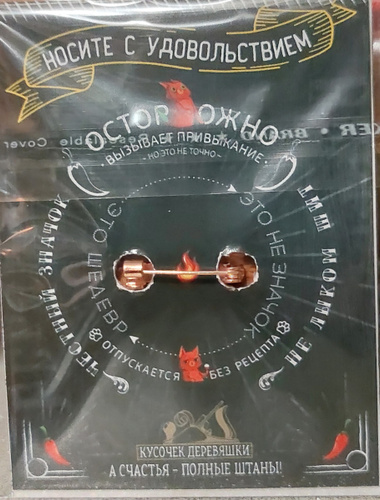 НОСИТЕ С УДОВОЛЬСТВИЕМ
ОСТОРОЖНО
ВЫЗЫВАЕТ ПРИВЫКАНИЕ
- НО ЭТО НЕ ТОЧНО -
ЧЕСТНИЙ ЗНАЧОК
ЭТО ШЕДЕВР
ЭТО НЕ ЗНАЧОК
НЕ ЛЫКОМ ШИТ
ОТПУСКАЕТСЯ БЕЗ РЕЦЕПТА
КУСОЧЕК ДЕРЕВЯШКИ
А СЧАСТЬЯ - ПОЛНЫЕ ШТАНЫ!